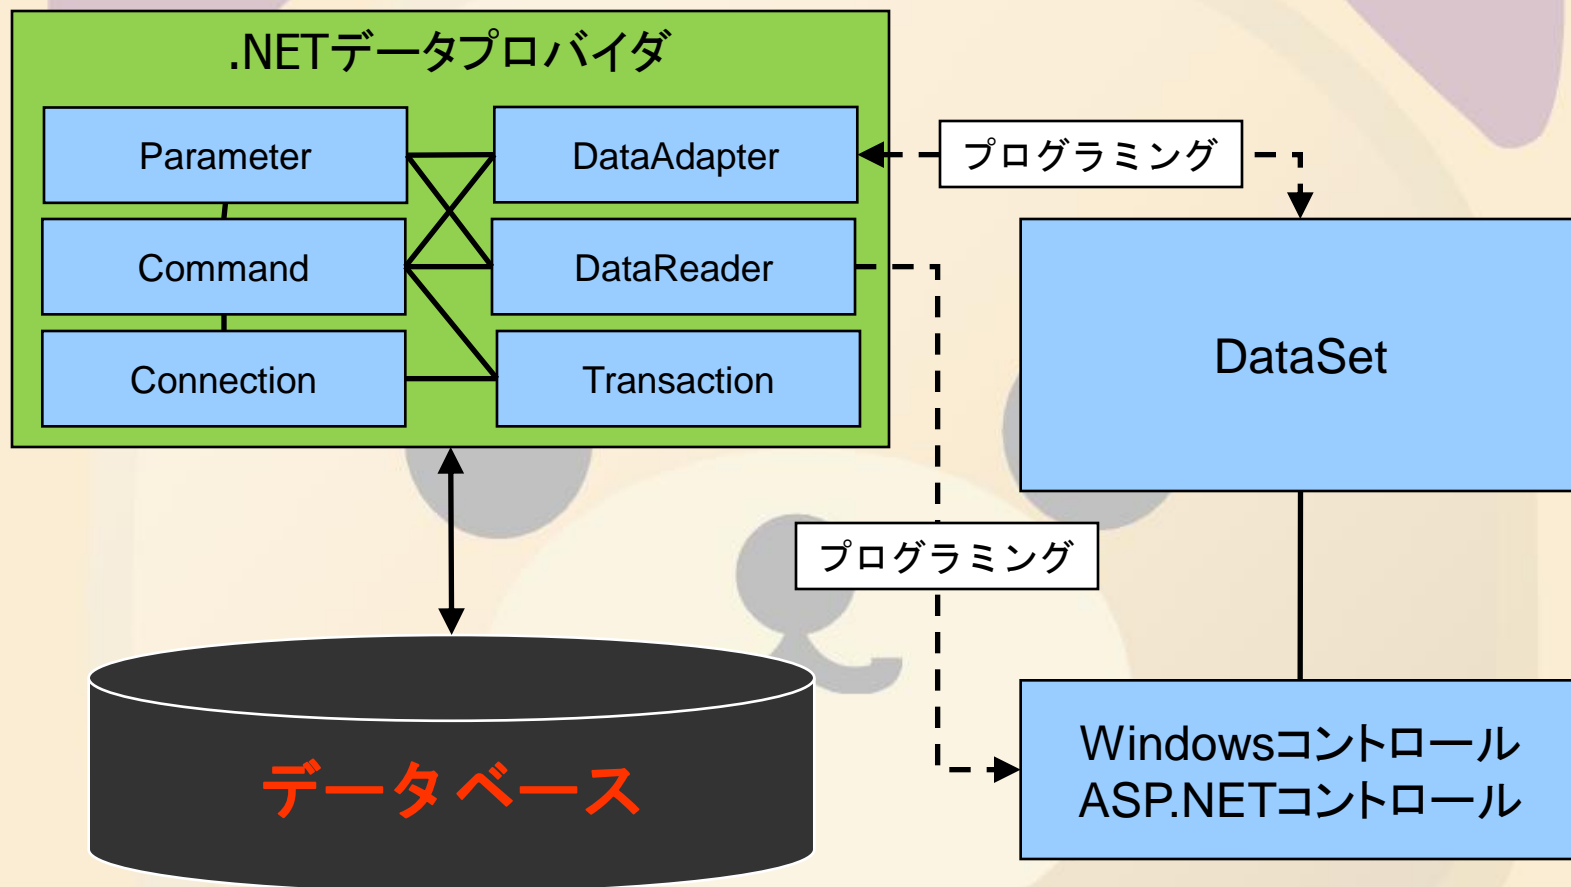 .NETデータプロバイダ
Parameter
DataAdapter
プログラミング
Command
DataReader
DataSet
Connection
Transaction
プログラミング
データベース
Windowsコントロール
ASP.NETコントロール